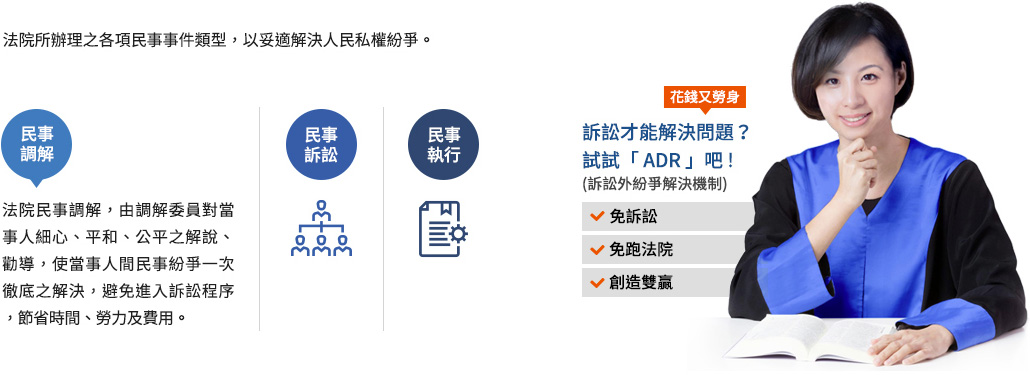 法院所辦理之各項民事事件類型，以妥適解決人民私權紛爭。
民事
調解
法院民事調解，由調解委員對當
事人細心、平和、公平之解說、
勸導，使當事人間民事紛爭一次
徹底之解決，避免進入訴訟程序
，節省時間、勞力及費用。
民事
訴訟
民事
執行
花錢又勞身
訴訟才能解決問題？
試試「 ADR 」吧！
(訴訟外紛爭解決機制)
免訴訟
免跑法院
創造雙贏